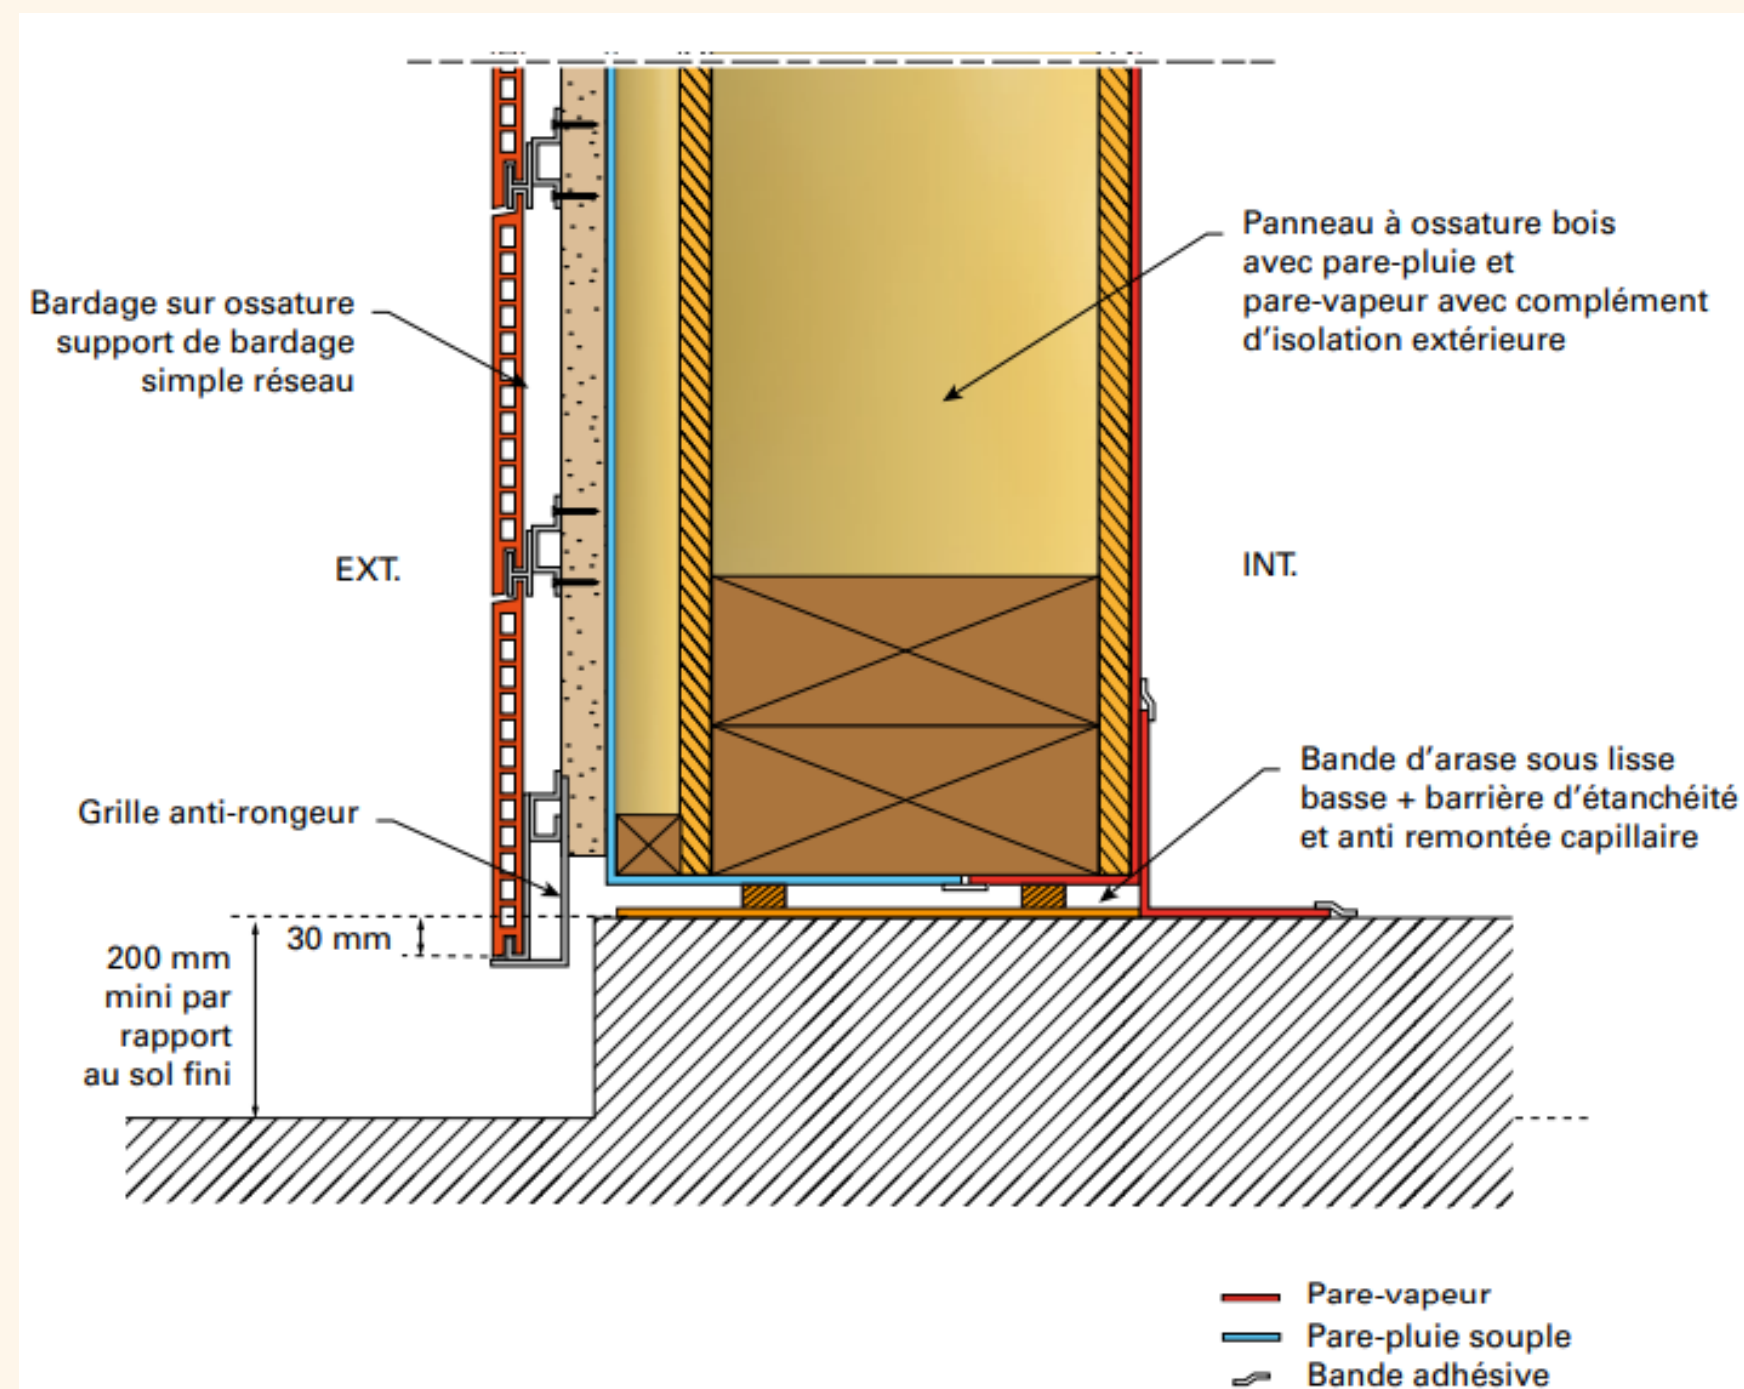 Panneau à ossature bois
avec pare-pluie et
pare-vapeur avec complément
d’isolation extérieure
Bardage sur ossature
support de bardage
simple réseau
EXT.
INT.
Bande d’arase sous lisse
basse + barrière d’étanchéité
et anti remontée capillaire
Grille anti-rongeur
30 mm
200 mm
mini par
rapport
au sol fini
Pare-vapeur
Pare-pluie souple
Bande adhésive